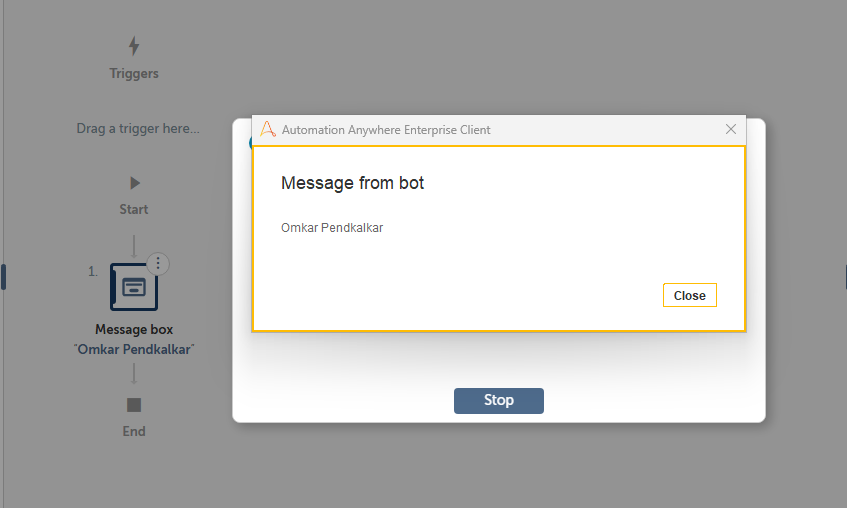 Triggers
Drag a trigger here...
Start
1.
Message box
"Omkar Pendkalkar"
End
Automation Anywhere Enterprise Client
Message from bot
Omkar Pendkalkar
Close
Stop